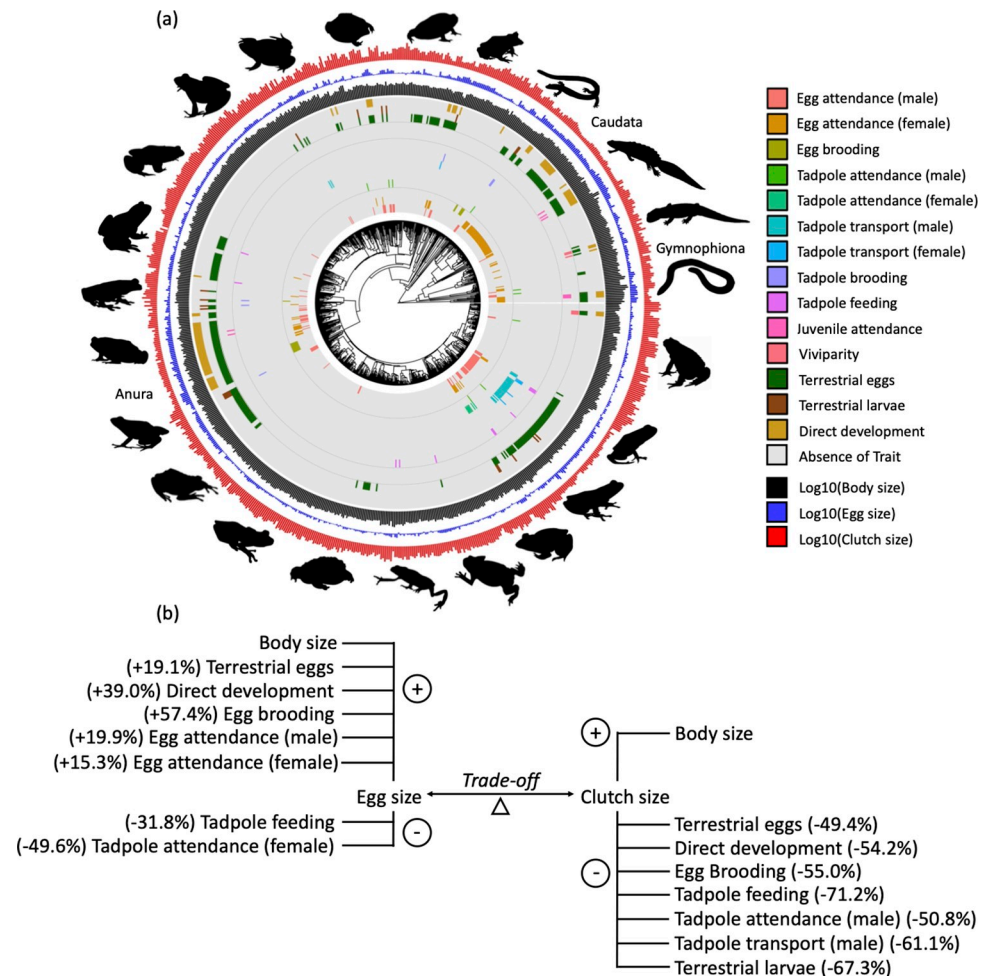 (a)
Caudata
Gymnophiona
Anura
Egg attendance (male)
Egg attendance (female)
Egg brooding
Tadpole attendance (male)
Tadpole attendance (female)
Tadpole transport (male)
Tadpole transport (female)
Tadpole brooding
Tadpole feeding
Juvenile attendance
Viviparity
Terrestrial eggs
Terrestrial larvae
Direct development
Absence of Trait
Log10(Body size)
Log10(Egg size)
Log10(Clutch size)
(b)
Body size
(+19.1%) Terrestrial eggs
(+39.0%) Direct development
(+57.4%) Egg brooding
(+19.9%) Egg attendance (male)
(+15.3%) Egg attendance (female)
+
Egg size
(-31.8%) Tadpole feeding
(-49.6%) Tadpole attendance (female)
-
Trade-off
+
Body size
Clutch size
-
Terrestrial eggs (-49.4%)
Direct development (-54.2%)
Egg Brooding (-55.0%)
Tadpole feeding (-71.2%)
Tadpole attendance (male) (-50.8%)
Tadpole transport (male) (-61.1%)
Terrestrial larvae (-67.3%)